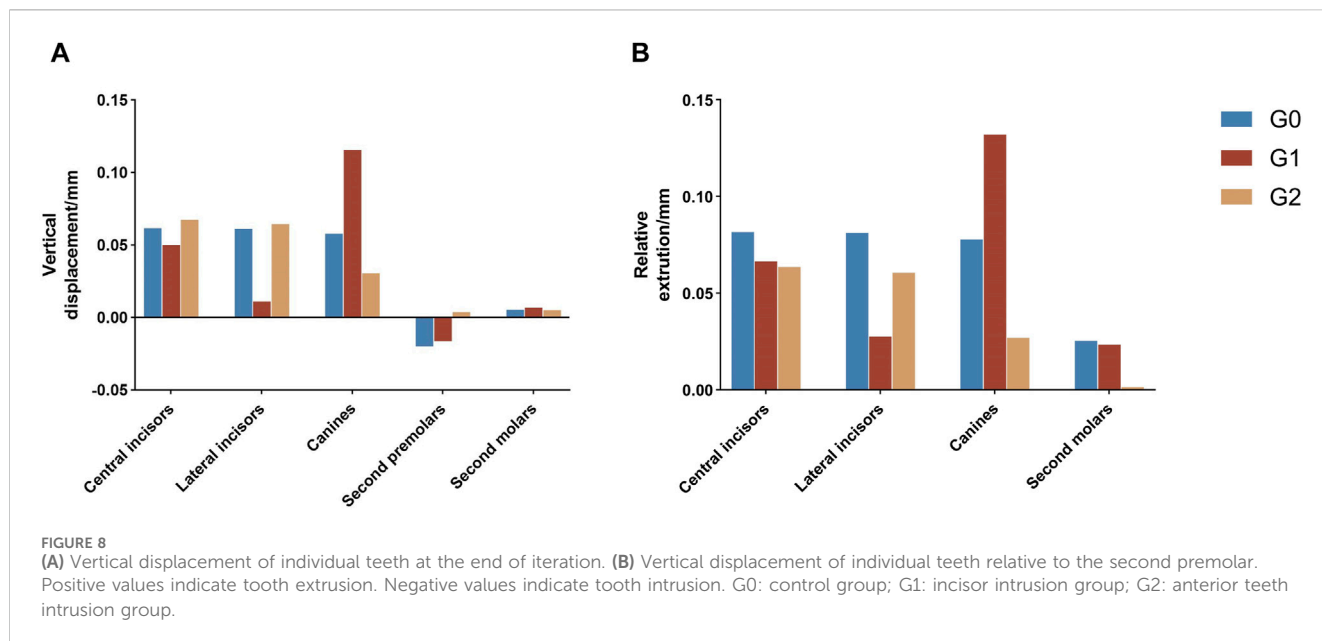 A
B
0.15
0.10
0.05
0.00
-0.05
Vertical
displacement/mm
Central incisors
Lateral incisors
Canines
Second premolars
Second molars
0.15
0.10
0.05
0.00
Relative
extrution/mm
Central incisors
Lateral incisors
Canines
Second molars
G0
G1
G2
FIGURE 8
(A) Vertical displacement of individual teeth at the end of iteration. (B) Vertical displacement of individual teeth relative to the second premolar.
Positive values indicate tooth extrusion. Negative values indicate tooth intrusion. G0: control group; G1: incisor intrusion group; G2: anterior teeth
intrusion group.